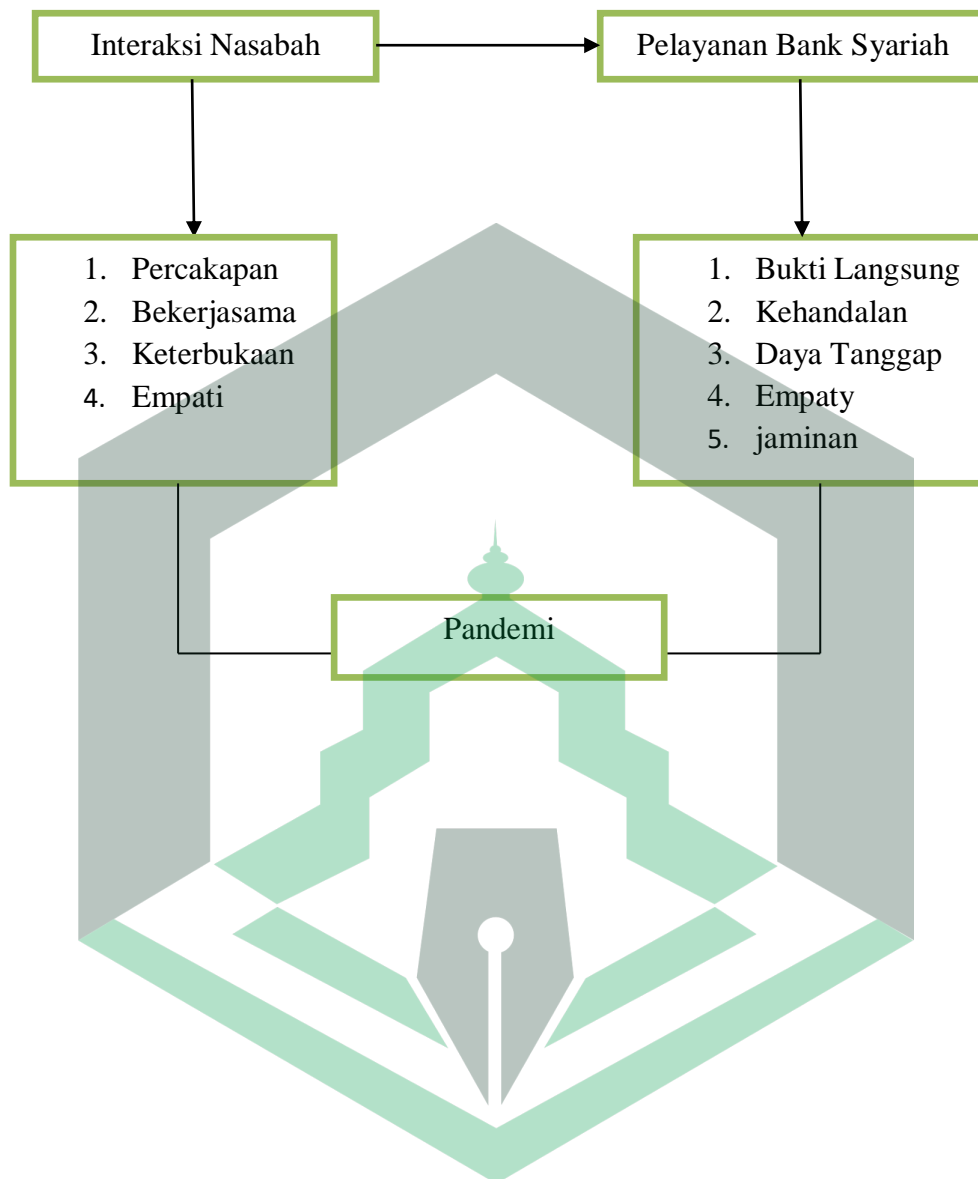 Interaksi Nasabah
Pelayanan Bank Syariah
1. Percakapan
2. Bekerjasama
3. Keterbukaan
4. Empati
1. Bukti Langsung
2. Kehandalan
3. Daya Tanggap
4. Empaty
5. jaminan
Pandemi